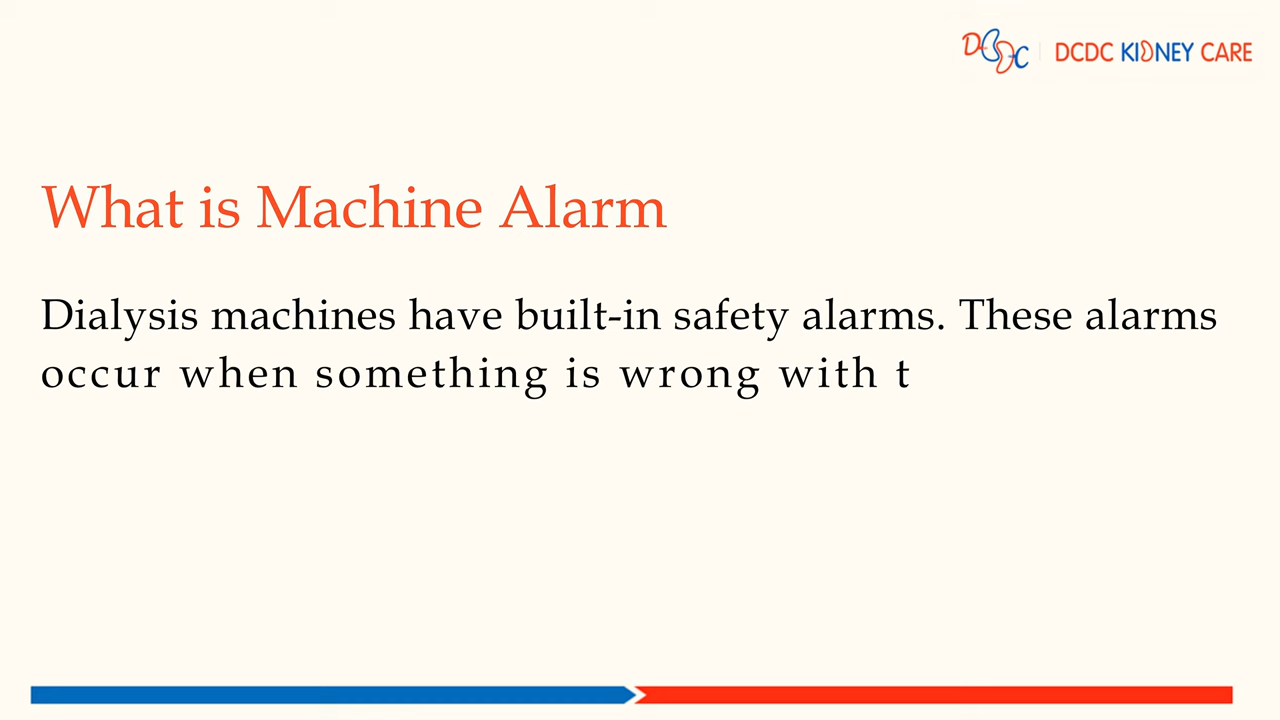 DCDC | DCDC KIDNEY CARE
What is Machine Alarm
Dialysis machines have built-in safety alarms. These alarms
occur when something is wrong with t